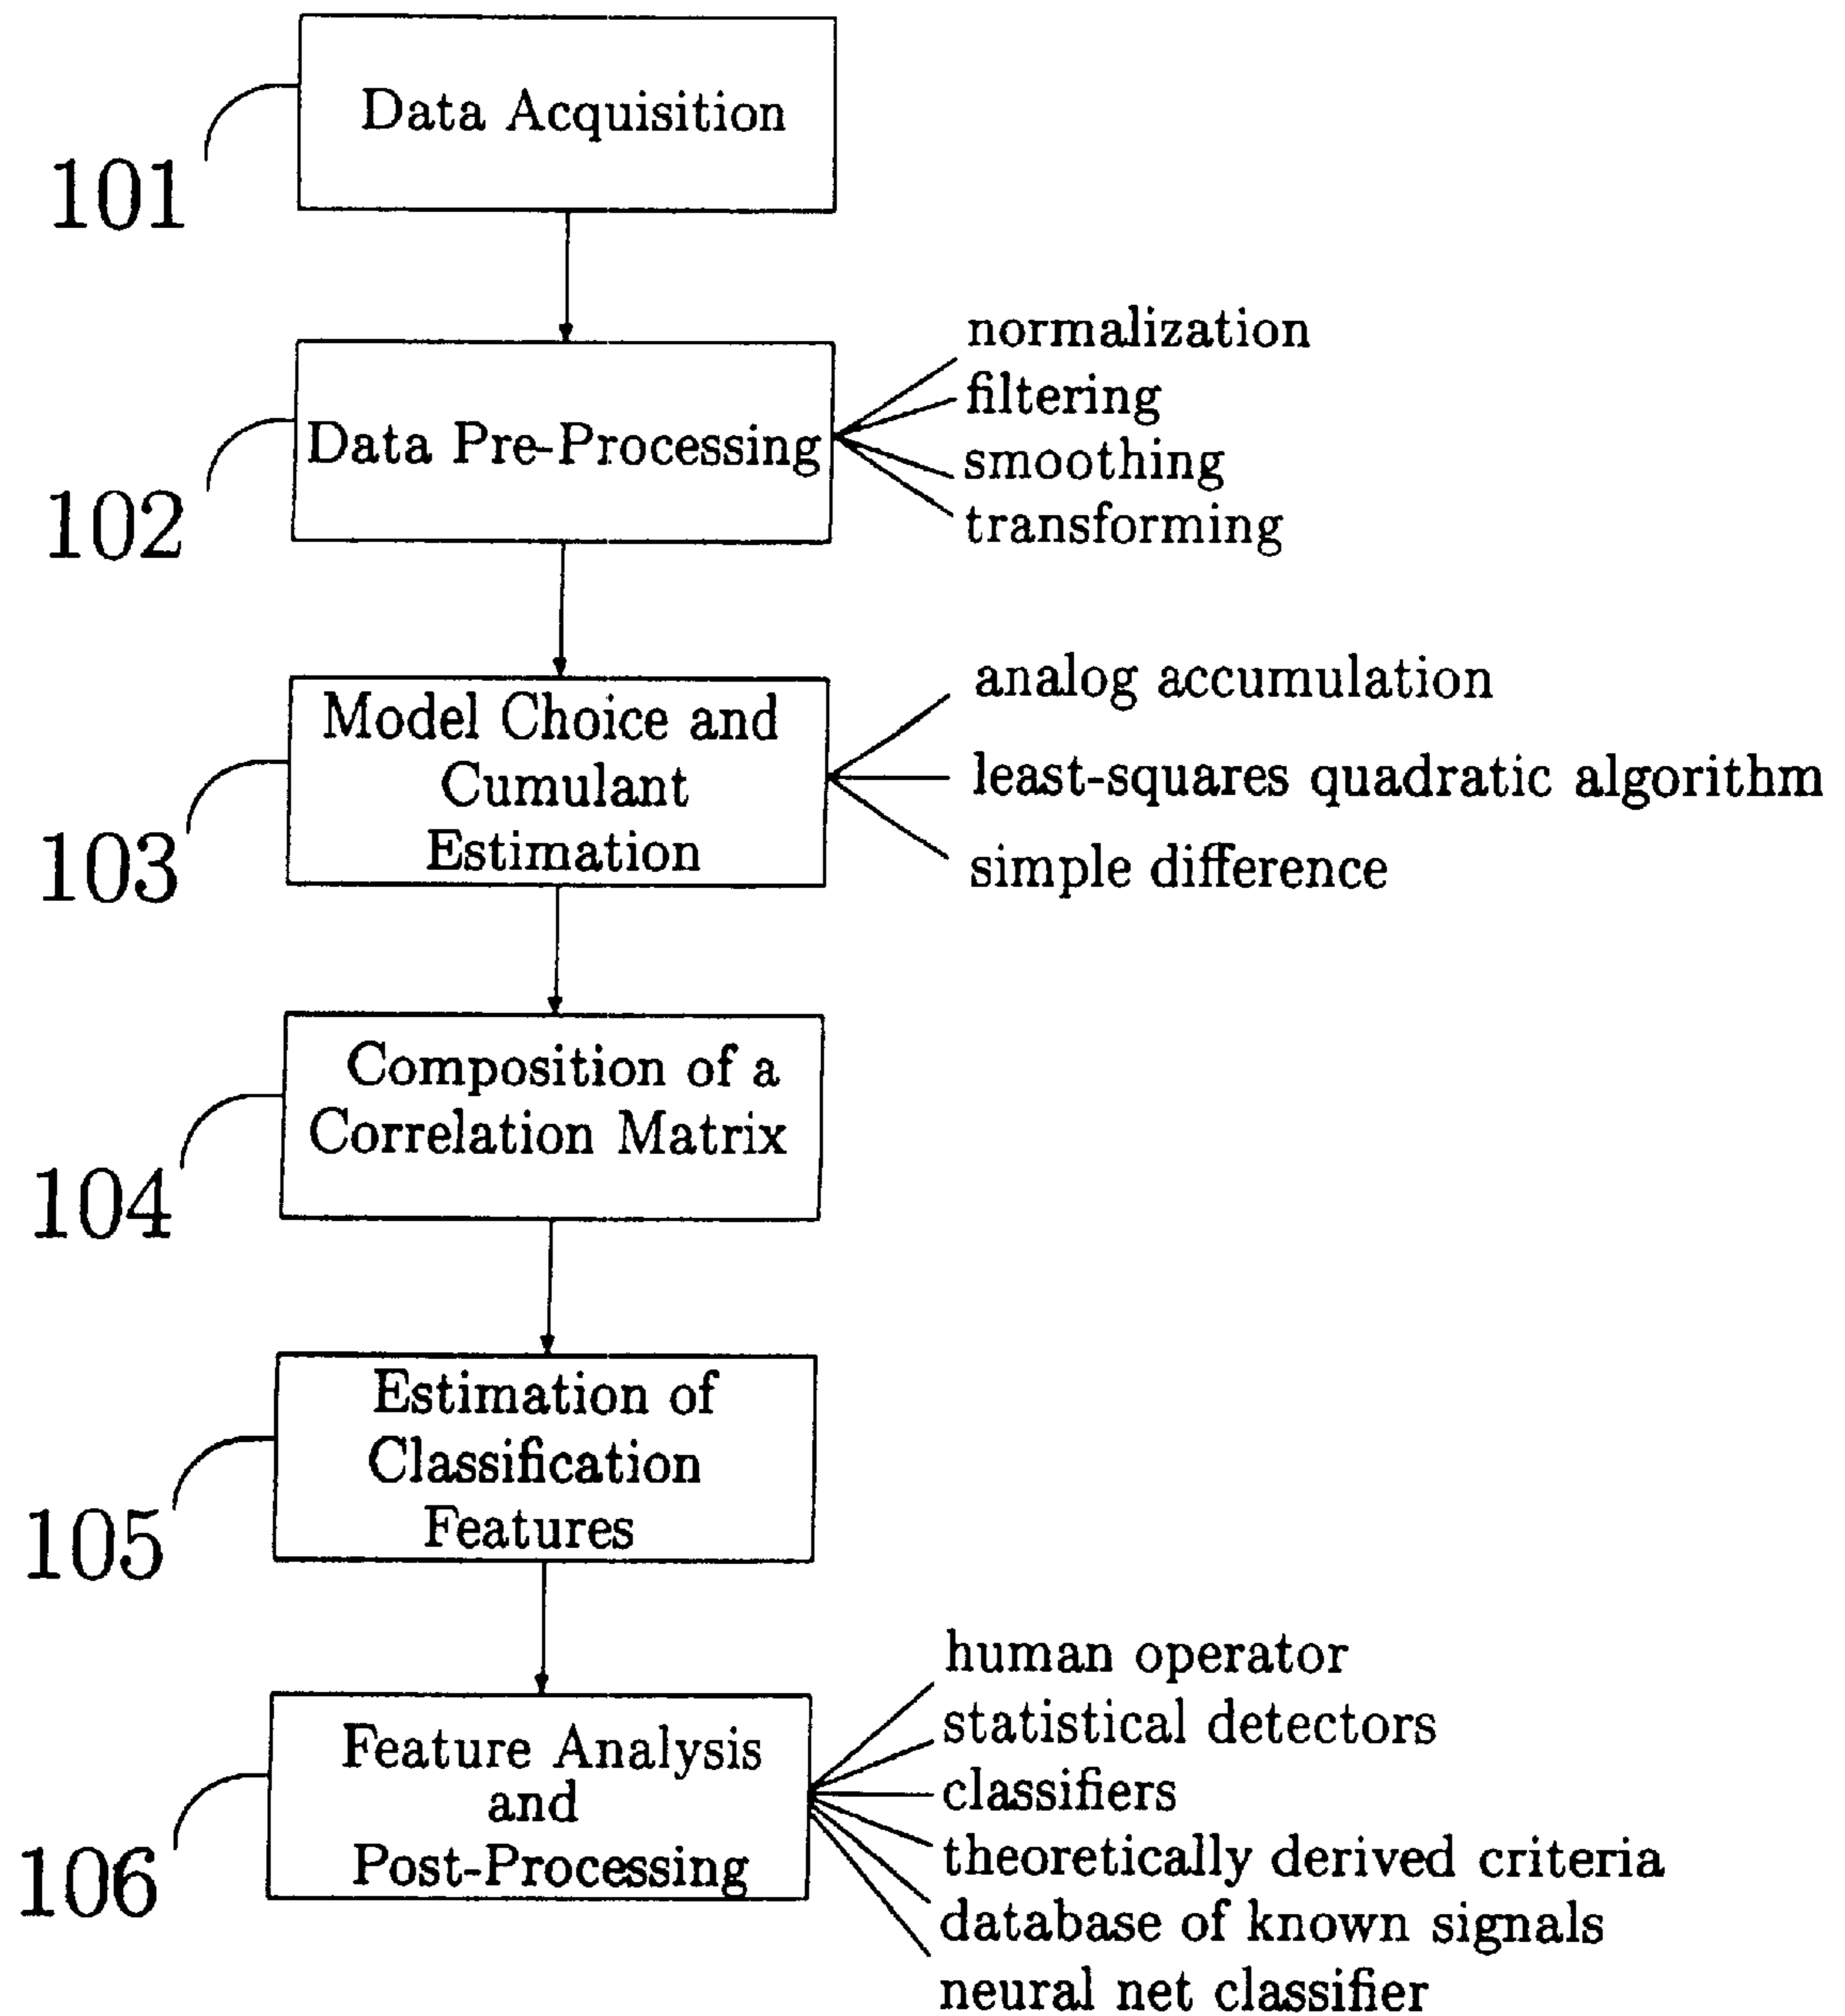 Data Acquisition
101
normalization
filtering
Data Pre-Processing
smoothing
transforming
102
analog accumulation
Model Choice and
Cumulant
Estimation
least-squares quadratic algorithm
simple difference
103
Composition of a
Correlation Matrix
104
Estimation of
Classification
Features
105
human operator
statistical detectors
Feature Analysis
and
Post-Processing
classifiers
theoretically derived criteria
database of known signals
neural net classifier
106